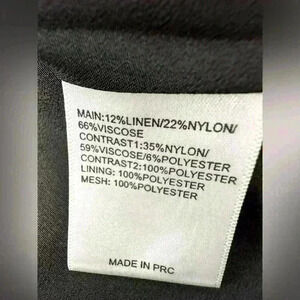 MAIN:12%LINEN/22%NYLON/
66%VISCOSE
CONTRAST1:35%NYLON/
59%VISCOSE/6%POLYESTER
CONTRAST2:100%POLYESTER
LINING: 100%POLYESTER
MESH: 100%POLYESTER
MADE IN PRC